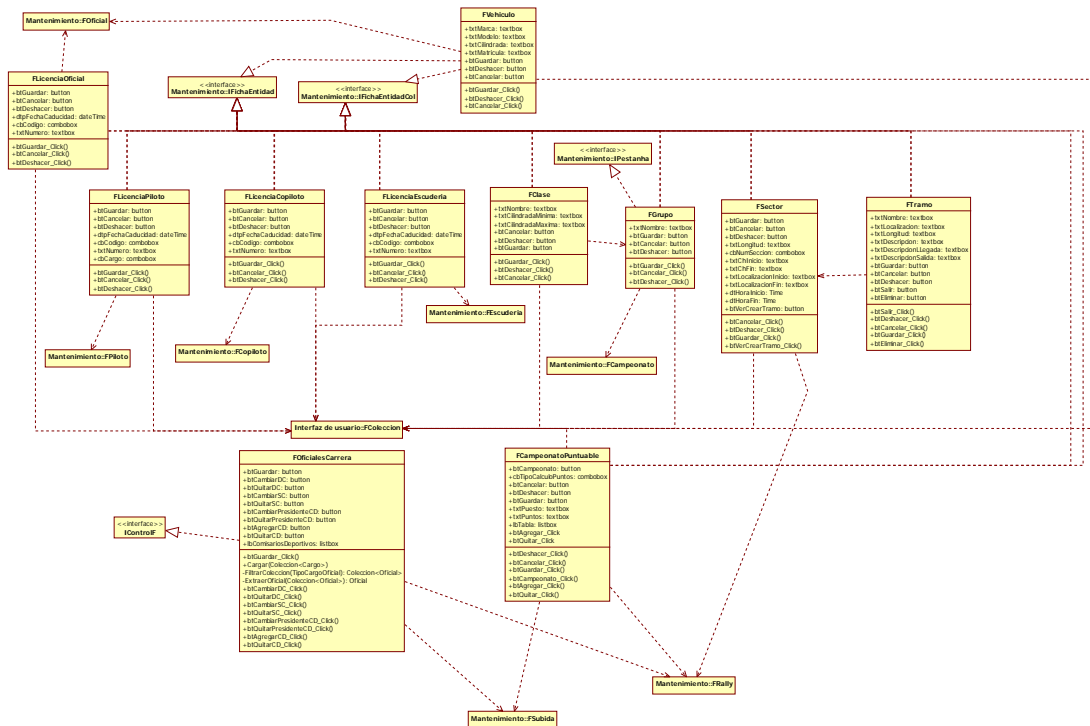 Mantenimiento::FOficial
FVehiculo
+txtMarca: textbox
+txtModelo: textbox
+txtCilindrada: textbox
+txtMatricula: textbox
+btGuardar: button
+btDeshacer: button
+btCancelar: button
+btGuardar_Click()
+btDeshacer_Click()
+btCancelar_Click()
FLicenciaOficial
+btGuardar: button
+btCancelar: button
+btDeshacer: button
+dtpFechaCaducidad: dateTime
+cbCodigo: combobox
+txtNumero: textbox
+btGuardar_Click()
+btCancelar_Click()
+btDeshacer_Click()
<<interface>>
Mantenimiento::IFichaEntidad
<<interface>>
Mantenimiento::IFichaEntidadCol
<<interface>>
Mantenimiento::IPestanha
FLicenciaPiloto
+btGuardar: button
+btCancelar: button
+btDeshacer: button
+dtpFechaCaducidad: dateTime
+cbCodigo: combobox
+txtNumero: textbox
+cbCargo: combobox
+btGuardar_Click()
+btCancelar_Click()
+btDeshacer_Click()
FLicenciaCopiloto
+btGuardar: button
+btCancelar: button
+btDeshacer: button
+dtpFechaCaducidad: dateTime
+cbCodigo: combobox
+txtNumero: textbox
+btGuardar_Click()
+btCancelar_Click()
+btDeshacer_Click()
FLicenciaEscuderia
+btGuardar: button
+btCancelar: button
+btDeshacer: button
+dtpFechaCaducidad: dateTime
+cbCodigo: combobox
+txtNumero: textbox
+btGuardar_Click()
+btCancelar_Click()
+btDeshacer_Click()
FClase
+txtNombre: textbox
+txtCilindradaMinima: textbox
+txtCilindradaMaxima: textbox
+btCancelar: button
+btDeshacer: button
+btGuardar: button
+btGuardar_Click()
+btDeshacer_Click()
+btCancelar_Click()
FGrupo
+txtNombre: textbox
+btGuardar: button
+btCancelar: button
+btDeshacer: button
+btGuardar_Click()
+btCancelar_Click()
+btDeshacer_Click()
FSector
+btGuardar: button
+btCancelar: button
+btDeshacer: button
+txtLongitud: textbox
+cbNumSeccion: combobox
+txtChInicio: textbox
+txtChFin: textbox
+txtLocalizacionInicio: textbox
+txtLocalizacionFin: textbox
+dtHoraInicio: Time
+dtHoraFin: Time
+btVerCrearTramo: button
+btCancelar_Click()
+btDeshacer_Click()
+btGuardar_Click()
+btVerCrearTramo_Click()
FTramo
+txtNombre: textbox
+txtLocalizacion: textbox
+txtLongitud: textbox
+txtDescripcion: textbox
+txtDescripcionLlegada: textbox
+txtDescripcionSalida: textbox
+btGuardar: button
+btCancelar: button
+btDeshacer: button
+btSalir: button
+btEliminar: button
+btSalir_Click()
+btDeshacer_Click()
+btCancelar_Click()
+btGuardar_Click()
+btEliminar_Click()
Mantenimiento::FEscuderia
Mantenimiento::FPiloto
Mantenimiento::FCopiloto
Mantenimiento::FCampeonato
Interfaz de usuario::FColeccion
FOficialesCarrera
+btGuardar: button
+btCambiarDC: button
+btQuitarDC: button
+btCambiarSC: button
+btQuitarSC: button
+btCambiarPresidenteCD: button
+btQuitarPresidenteCD: button
+btAgregarCD: button
+btQuitarCD: button
+lbComisariosDeportivos: listbox
+btGuardar_Click()
+Cargar(Coleccion<Cargo>)
-FiltrarColeccion(TipoCargoOficial): Coleccion<Oficial>
-ExtraerOficial(Coleccion<Oficial>): Oficial
+btCambiarDC_Click()
+btQuitarDC_Click()
+btCambiarSC_Click()
+btQuitarSC_Click()
+btCambiarPresidenteCD_Click()
+btQuitarPresidenteCD_Click()
+btAgregarCD_Click()
+btQuitarCD_Click()
<<interface>>
IControlF
FCampeonatoPuntuable
+btCampeonato: button
+cbTipoCalculoPuntos: combobox
+btCancelar: button
+btDeshacer: button
+btGuardar: button
+txtPuesto: textbox
+txtPuntos: textbox
+lbTabla: listbox
+btAgregar_Click
+btQuitar_Click
+btDeshacer_Click()
+btCancelar_Click()
+btGuardar_Click()
+btCampeonato_Click()
+btAgregar_Click()
+btQuitar_Click()
Mantenimiento::FRally
Mantenimiento::FSubida